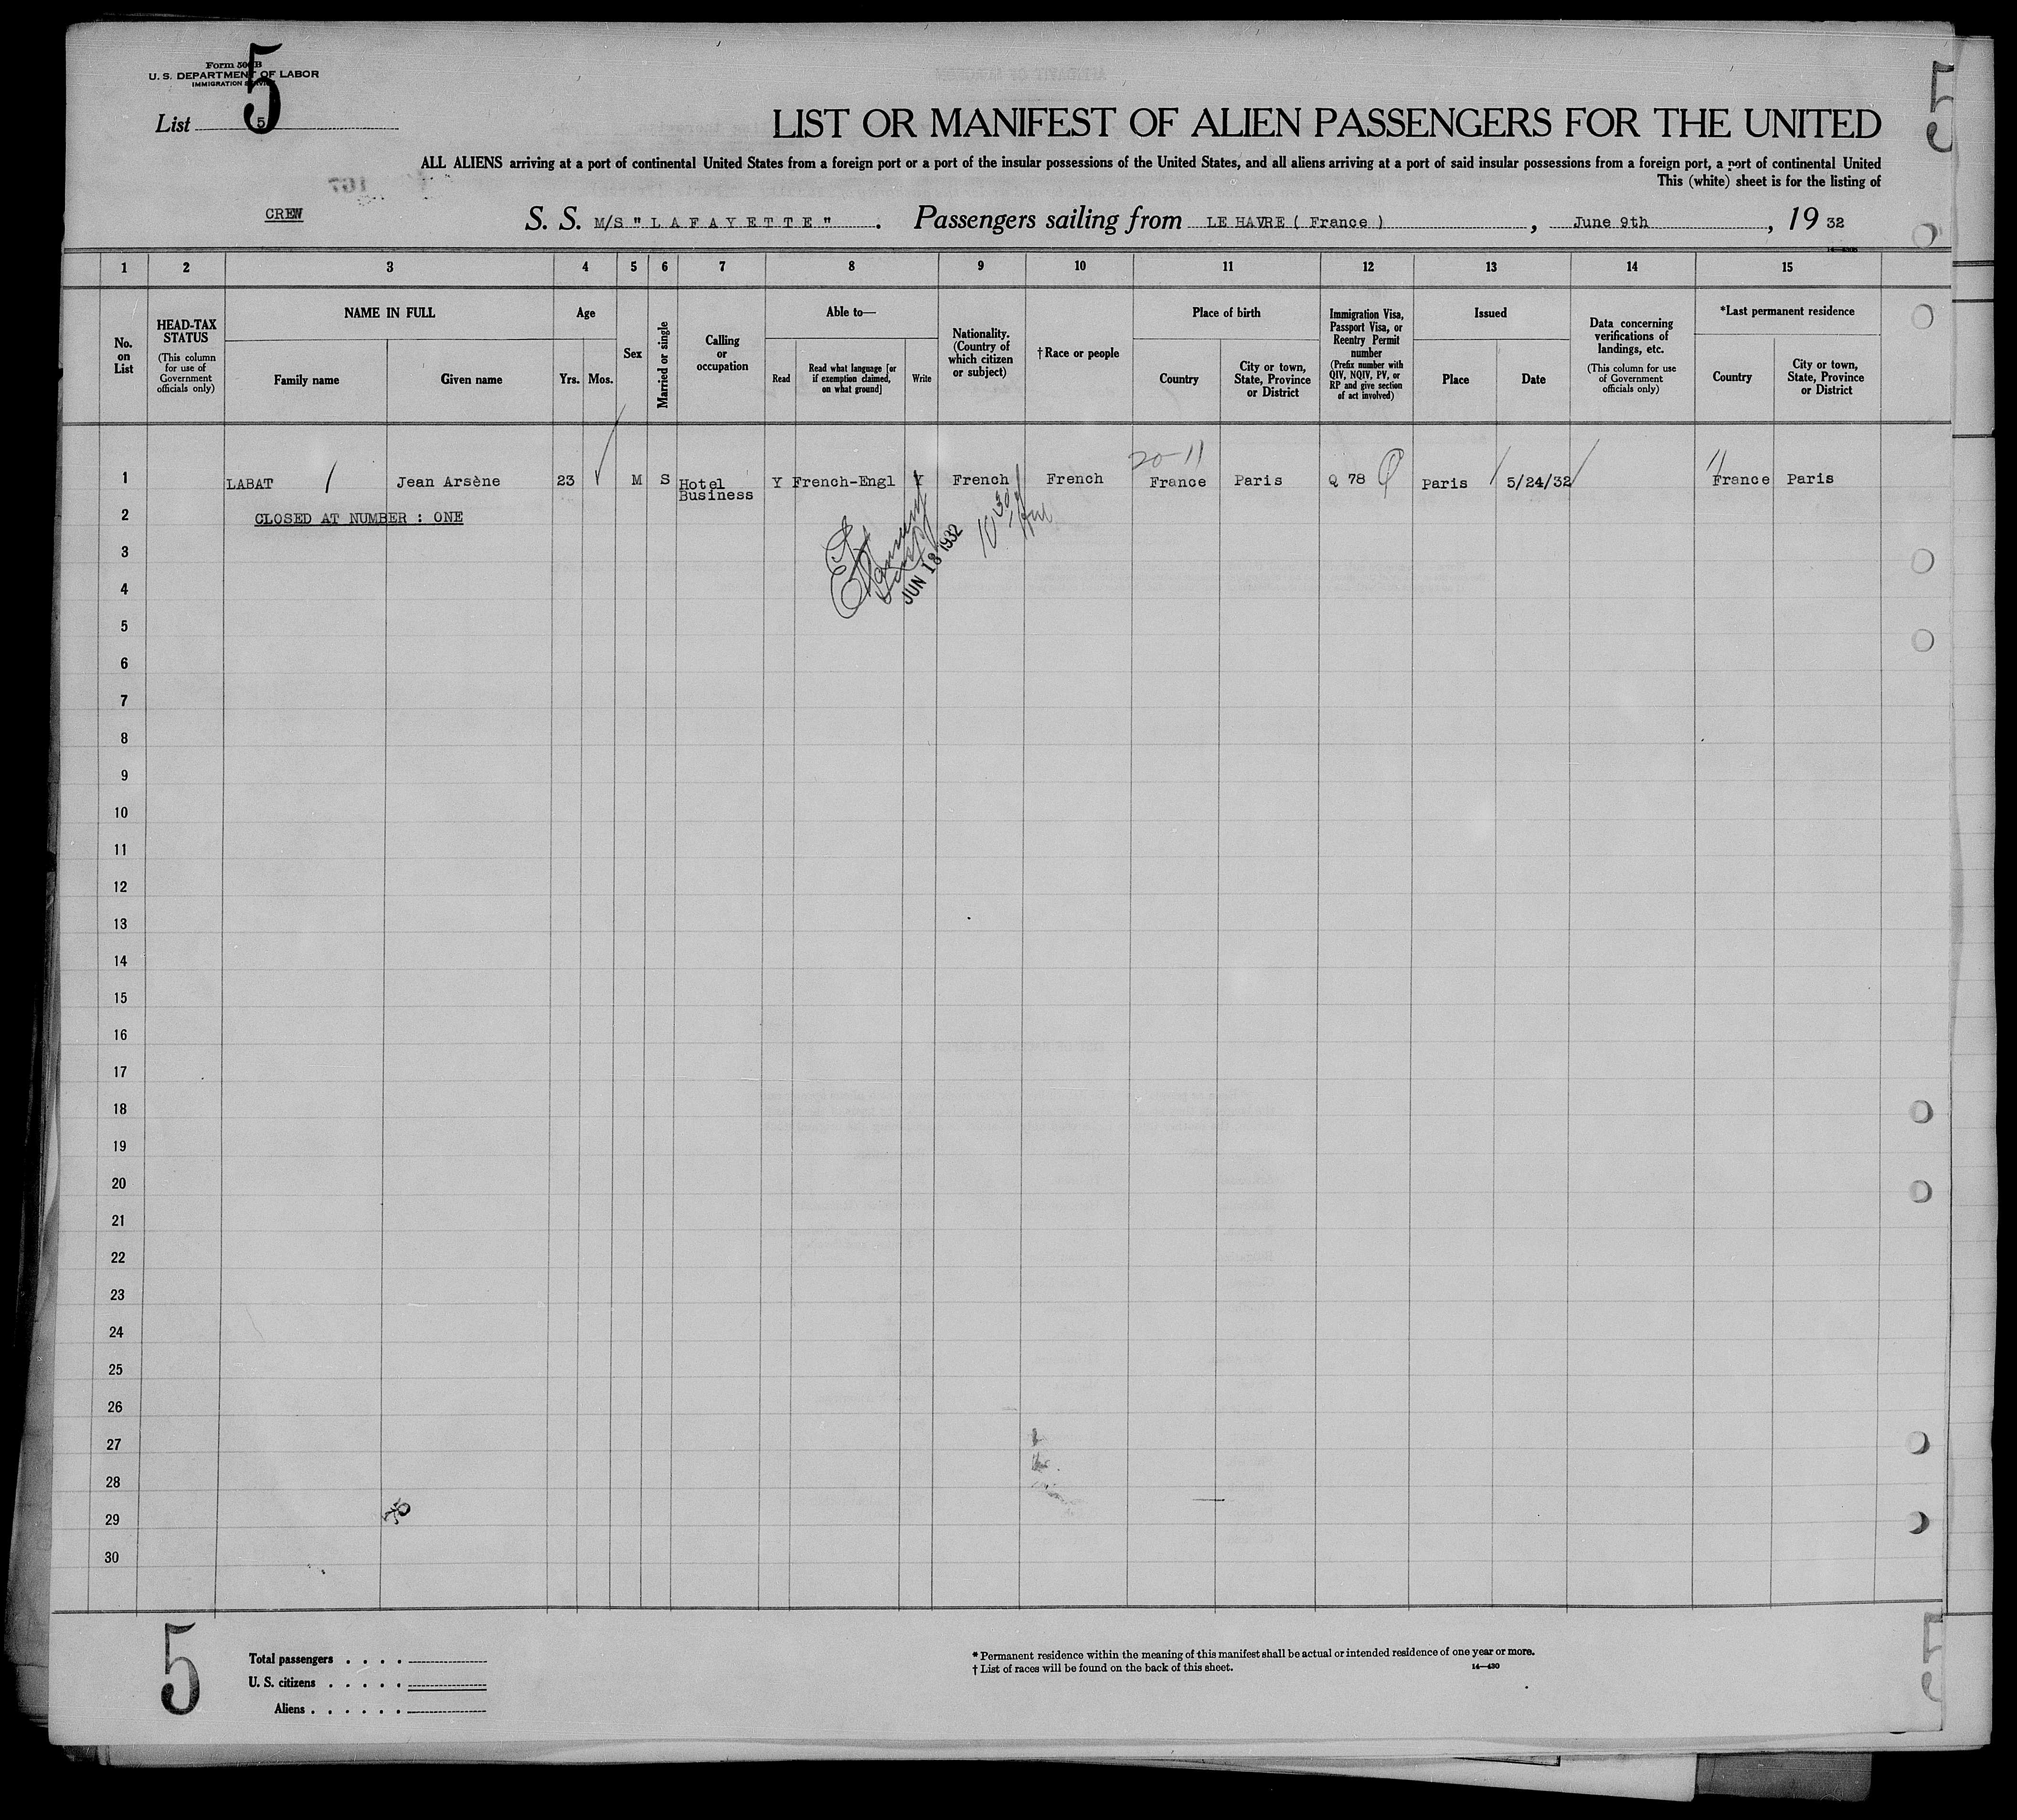 Form 500 B
U. S. DEPARTMENT OF LABOR
IMMIGRATION SERVICE
5
List 5
5
LIST OR MANIFEST OF ALIEN PASSENGERS FOR THE UNITED
ALL ALIENS arriving at a port of continental United States from a foreign port or a port of the insular possessions of the United States, and all aliens arriving at a port of said insular possessions from a foreign port, a port of continental United
This (white) sheet is for the listing of
CREW
S. S. M/S " L A F A Y E T T E " . Passengers sailing from LE HAVRE ( France ) , June 9th , 19 32
1 2 3 4 5 6 7 8 9 10 11 12 13 14 15
No. on List
HEAD-TAX STATUS
(This column for use of Government officials only)
NAME IN FULL
Family name
Given name
Age
Yrs.
Mos.
Sex
Married or single
Calling or occupation
Able to—
Read
Read what language [or if exemption claimed, on what ground]
Write
Nationality. (Country of which citizen or subject)
†Race or people
Place of birth
Country
City or town, State, Province or District
Immigration Visa, Passport Visa, or Reentry Permit number
(Prefix number with QIV, NQIV, PV, or RP and give section of act involved)
Issued
Place
Date
Data concerning verifications of landings, etc.
(This column for use of Government officials only)
*Last permanent residence
Country
City or town, State, Province or District
20-11
1 LABAT Jean Arsène 23 M S Hotel Business Y French-Engl Y French French France Paris Q 78 Paris 5/24/32 France Paris
2 CLOSED AT NUMBER : ONE
10 30
JUN 18 1932
3
4
5
6
7
8
9
10
11
12
13
14
15
16
17
18
19
20
21
22
23
24
25
26
27
28
29
30
5
Total passengers . . . .
U. S. citizens . . . . .
Aliens . . . . . .
* Permanent residence within the meaning of this manifest shall be actual or intended residence of one year or more.
† List of races will be found on the back of this sheet.
14—430
5